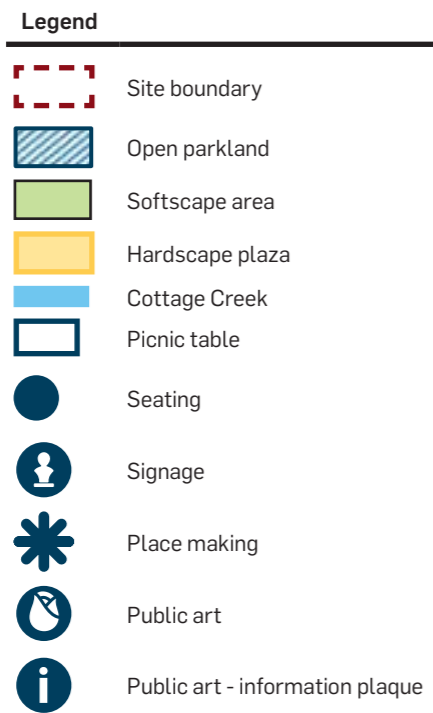 Legend
Site boundary
Open parkland
Softscape area
Hardscape plaza
Cottage Creek
Picnic table
Seating
Signage
Place making
Public art
i
Public art - information plaque